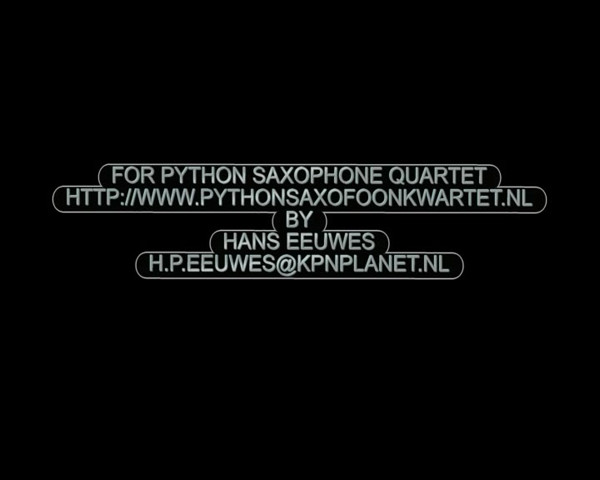 FOR PYTHON SAXOPHONE QUARTET
HTTP://WWW.PYTHONSAXOFOONKWARTET.NL
BY
HANS EEUWES
H.P.EEUWES@KPNPLANET.NL